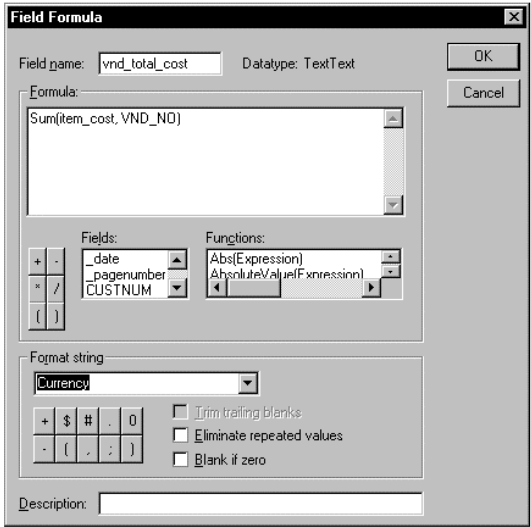 Field Formula
Field name: vnd_total_cost Datatype: TextText OK
Cancel
Formula:
Sum(item_cost, VND_NO)
Fields: Functions:
+ - _date Abs(Expression)
* / _pagenumber AbsoluteValue(Expression)
( ) CUSTNUM
Format string
Currency
+ $ # . 0 Trim trailing blanks
- ( , ; ) Eliminate repeated values
Blank if zero
Description: